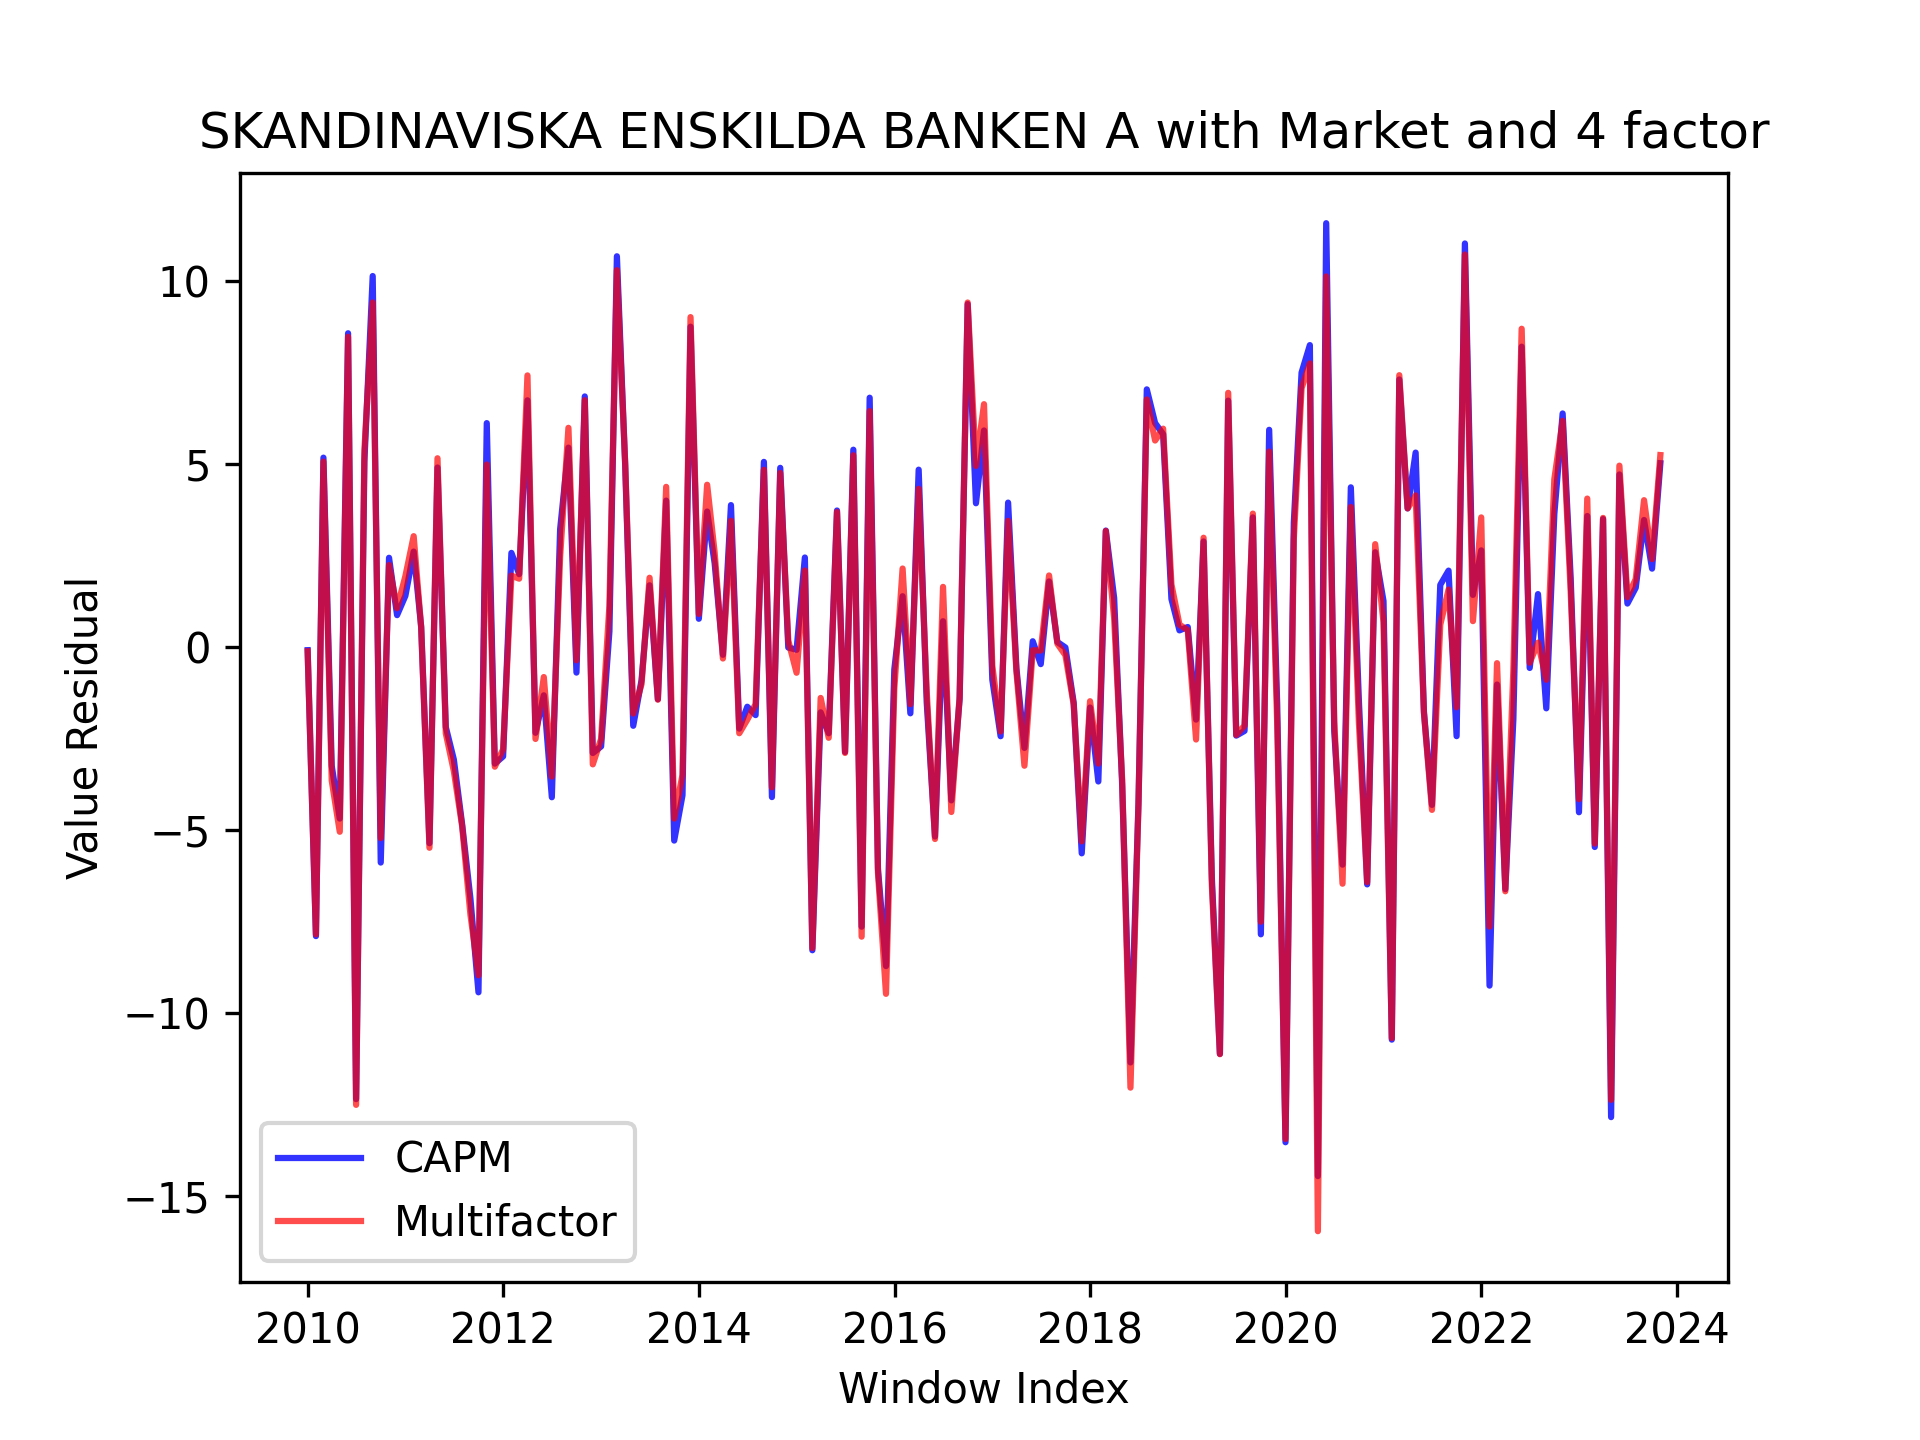 SKANDINAVISKA ENSKILDA BANKEN A with Market and 4 factor
Value Residual
10
5
0
−5
−10
−15
CAPM
Multifactor
2010 2012 2014 2016 2018 2020 2022 2024
Window Index